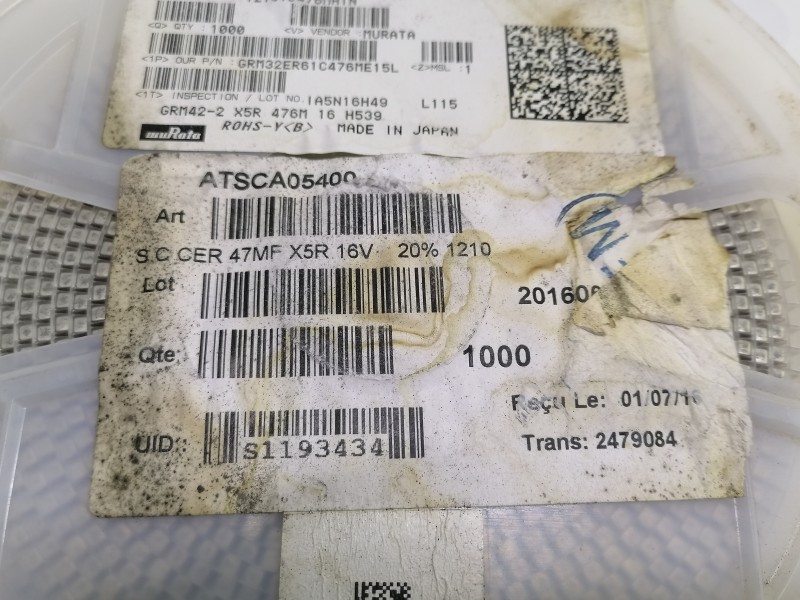 <Q> QTY : 1000 <V> VENDOR : MURATA
<1P> OUR P/N : GRM32ER61C476ME15L <Z>MSL : 1
<1T> INSPECTION / LOT NO. IA5N16H49 L115
GRM42-2 X5R 476M 16 H539
muRata ROHS-Y<B> MADE IN JAPAN
ATSCA05400
Art
S C CER 47MF X5R 16V 20% 1210
Lot
Qte: 1000
Reçu Le: 01/07/16
UID: S1193434
Trans: 2479084